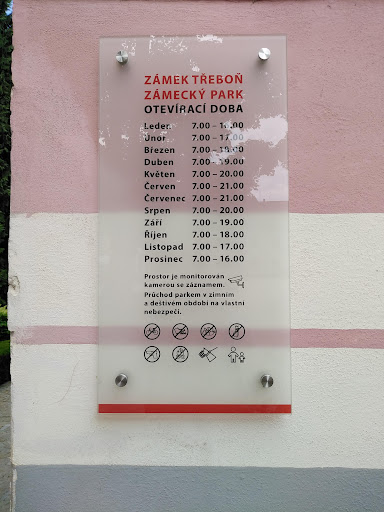 ZÁMEK TŘEBOŇ
ZÁMECKÝ PARK
OTEVÍRACÍ DOBA
Leden 7.00 – 16.00
Únor 7.00 – 17.00
Březen 7.00 – 18.00
Duben 7.00 – 19.00
Květen 7.00 – 20.00
Červen 7.00 – 21.00
Červenec 7.00 – 21.00
Srpen 7.00 – 20.00
Září 7.00 – 19.00
Říjen 7.00 – 18.00
Listopad 7.00 – 17.00
Prosinec 7.00 – 16.00
Prostor je monitorován
kamerou se záznamem.
Průchod parkem v zimním
a deštivém období na vlastní
nebezpečí.